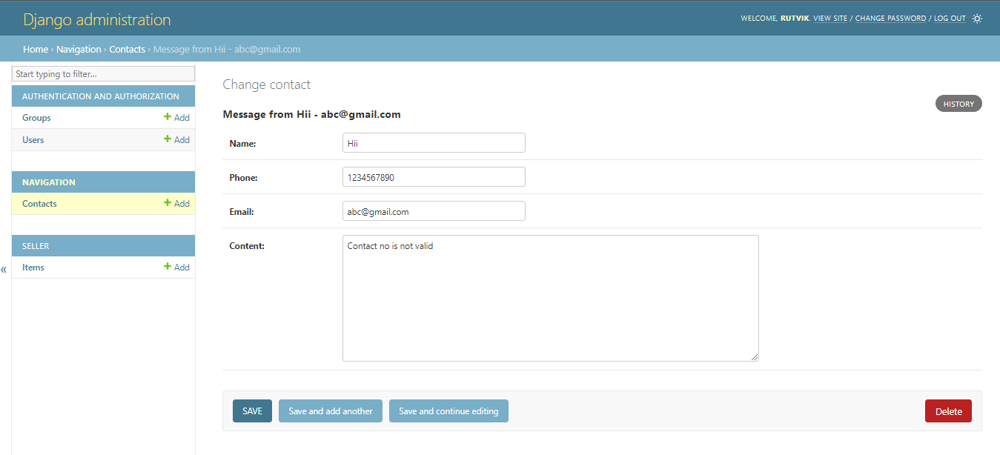 Django administration
WELCOME, RUTVIK. VIEW SITE / CHANGE PASSWORD / LOG OUT
Home › Navigation › Contacts › Message from Hii - abc@gmail.com
Start typing to filter...
AUTHENTICATION AND AUTHORIZATION
Groups + Add
Users + Add
NAVIGATION
Contacts + Add
SELLER
Items + Add
«
Change contact
HISTORY
Message from Hii - abc@gmail.com
Name: Hii
Phone: 1234567890
Email: abc@gmail.com
Content: Contact no is not valid
SAVE Save and add another Save and continue editing Delete